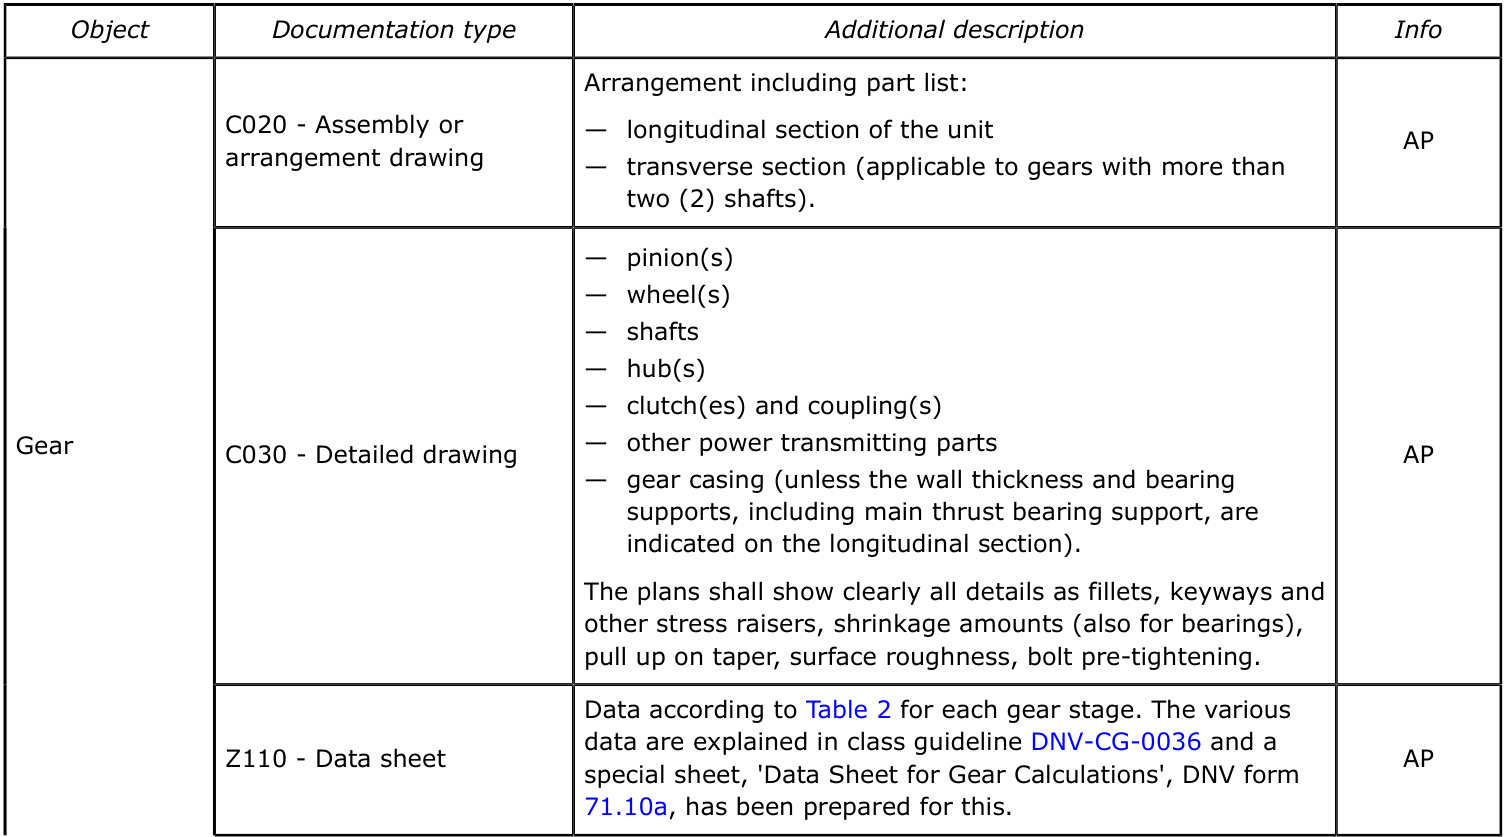 Object Documentation type Additional description Info
Gear
C020 - Assembly or
arrangement drawing
Arrangement including part list:
— longitudinal section of the unit
— transverse section (applicable to gears with more than
two (2) shafts).
AP
C030 - Detailed drawing
— pinion(s)
— wheel(s)
— shafts
— hub(s)
— clutch(es) and coupling(s)
— other power transmitting parts
— gear casing (unless the wall thickness and bearing
supports, including main thrust bearing support, are
indicated on the longitudinal section).
The plans shall show clearly all details as fillets, keyways and
other stress raisers, shrinkage amounts (also for bearings),
pull up on taper, surface roughness, bolt pre-tightening.
AP
Z110 - Data sheet
Data according to Table 2 for each gear stage. The various
data are explained in class guideline DNV-CG-0036 and a
special sheet, 'Data Sheet for Gear Calculations', DNV form
71.10a, has been prepared for this.
AP